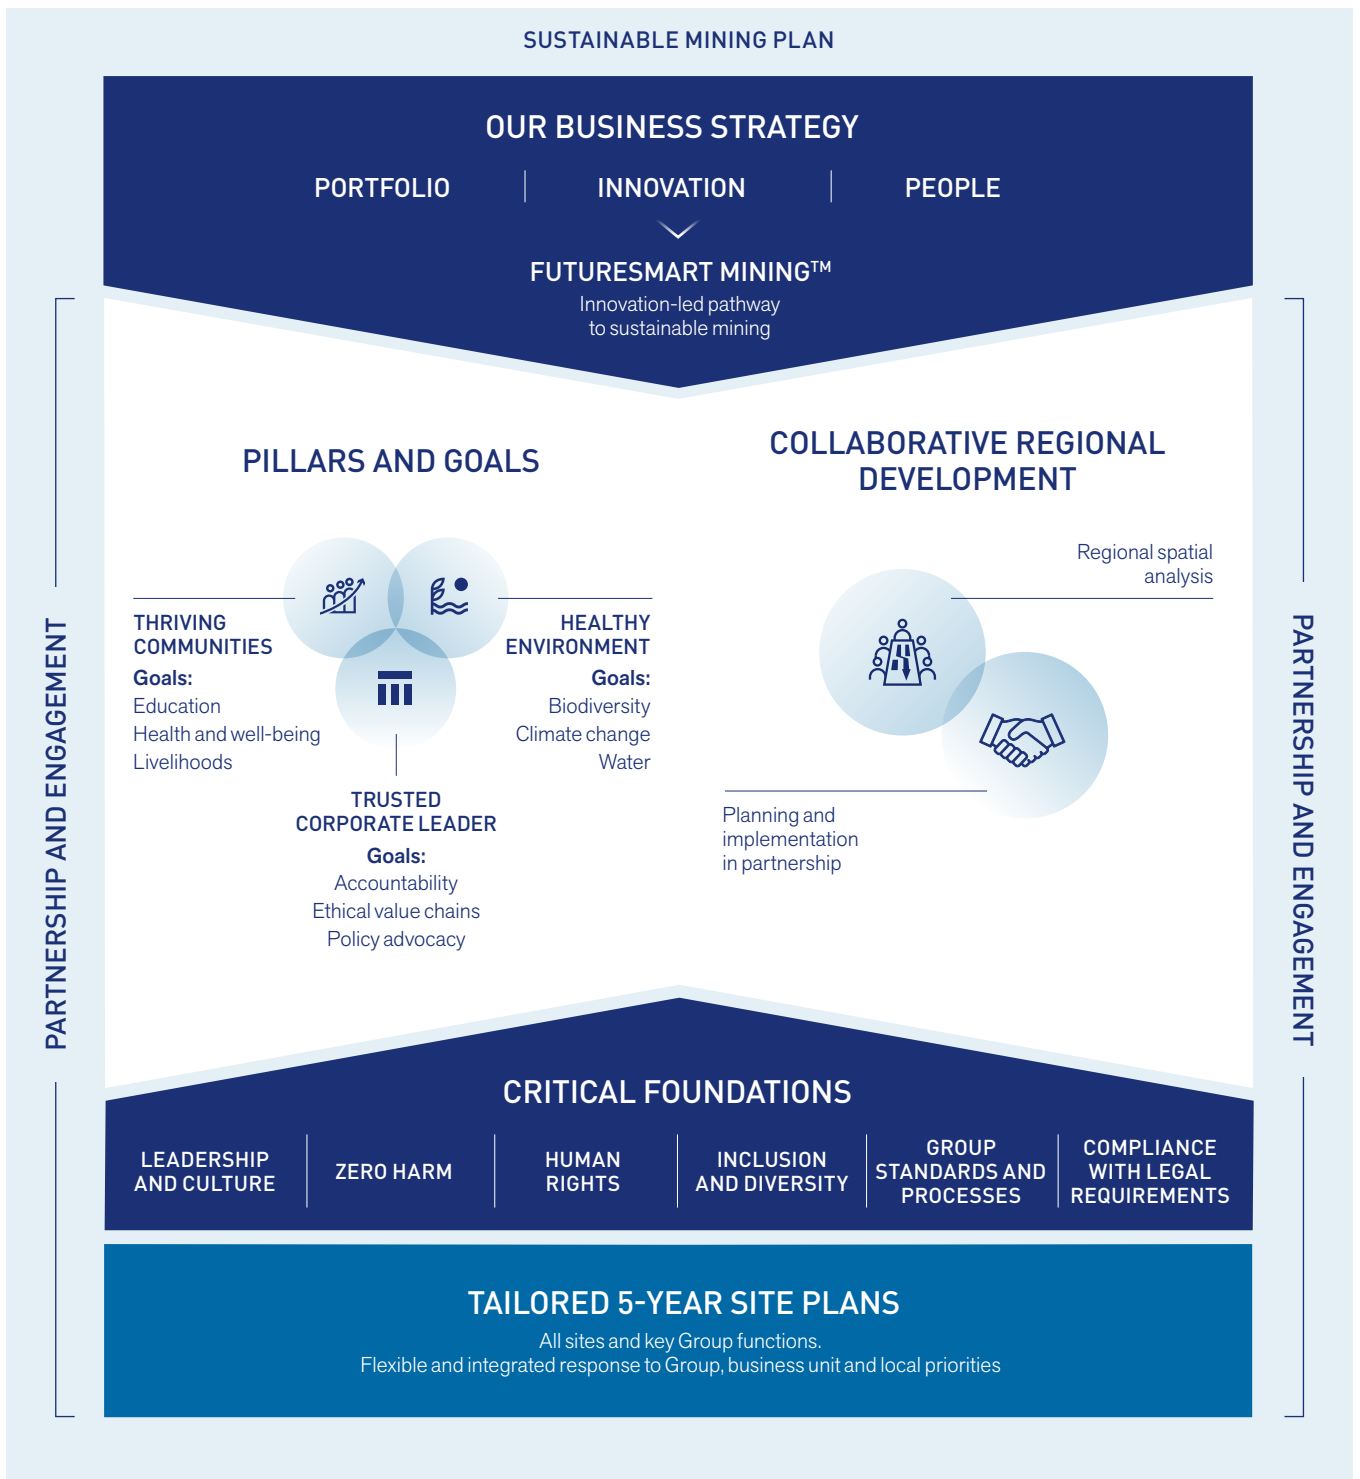 SUSTAINABLE MINING PLAN
OUR BUSINESS STRATEGY
PORTFOLIO
INNOVATION
PEOPLE
FUTURESMART MINING™
Innovation-led pathway
to sustainable mining
PARTNERSHIP AND ENGAGEMENT
PILLARS AND GOALS
THRIVING
COMMUNITIES
Goals:
Education
Health and well-being
Livelihoods
HEALTHY
ENVIRONMENT
Goals:
Biodiversity
Climate change
Water
TRUSTED
CORPORATE LEADER
Goals:
Accountability
Ethical value chains
Policy advocacy
COLLABORATIVE REGIONAL
DEVELOPMENT
Regional spatial
analysis
Planning and
implementation
in partnership
PARTNERSHIP AND ENGAGEMENT
CRITICAL FOUNDATIONS
LEADERSHIP
AND CULTURE
ZERO HARM
HUMAN
RIGHTS
INCLUSION
AND DIVERSITY
GROUP
STANDARDS AND
PROCESSES
COMPLIANCE
WITH LEGAL
REQUIREMENTS
TAILORED 5-YEAR SITE PLANS
All sites and key Group functions.
Flexible and integrated response to Group, business unit and local priorities